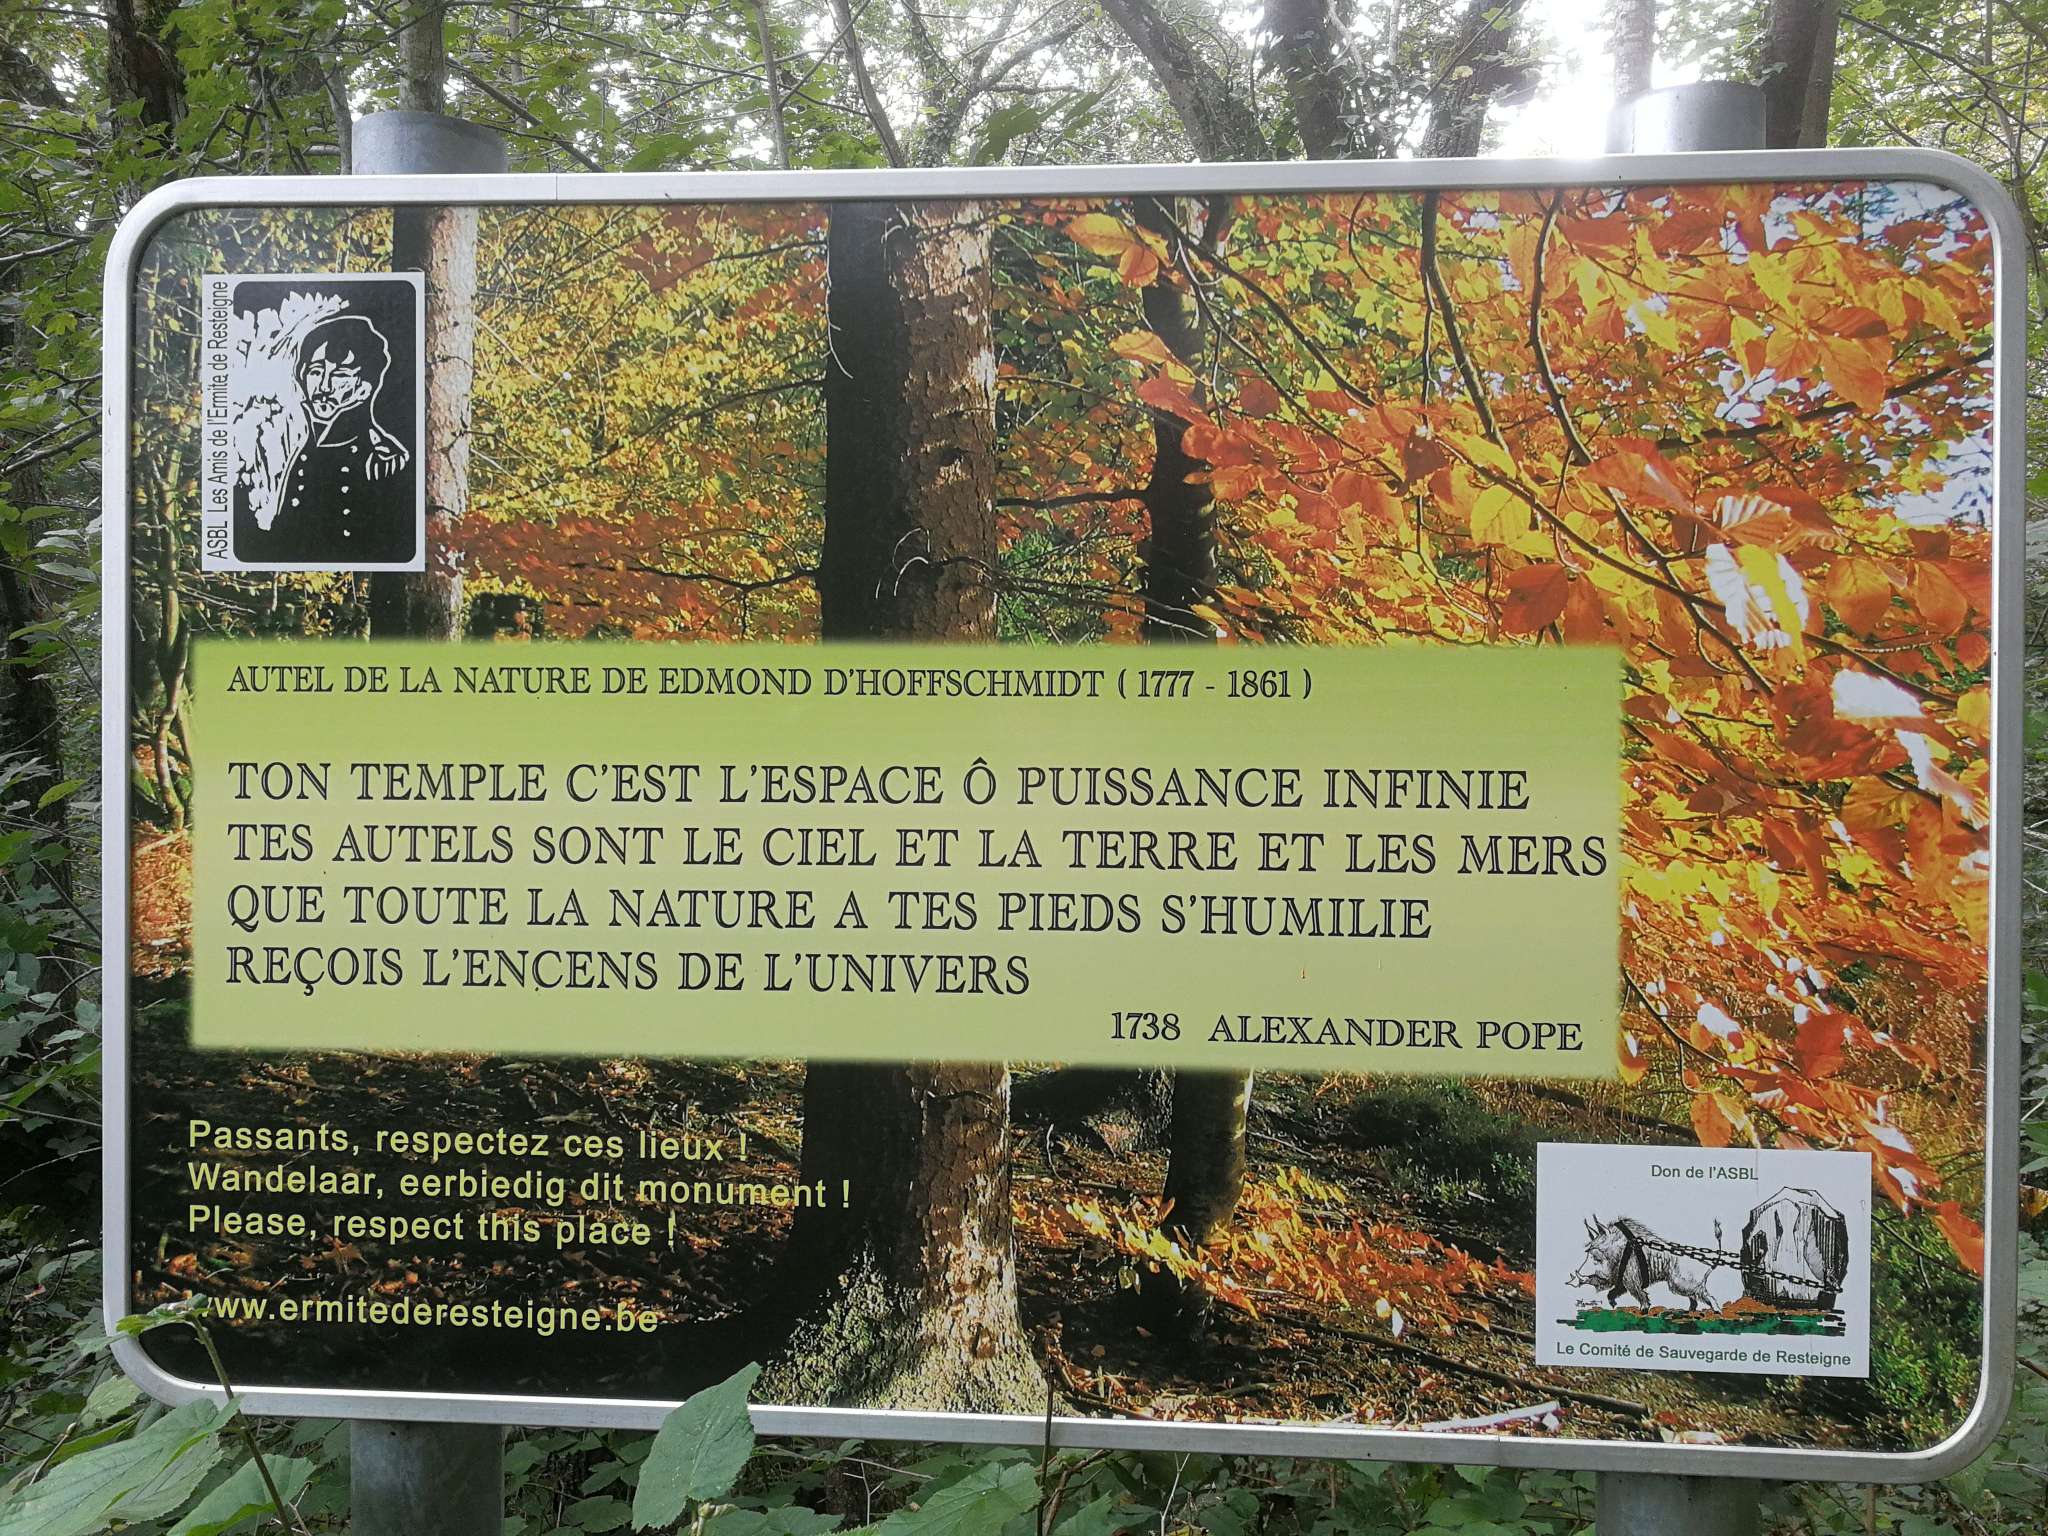 ASBL Les Amis de l'Ermite de Resteigne
AUTEL DE LA NATURE DE EDMOND D'HOFFSCHMIDT ( 1777 - 1861 )
TON TEMPLE C'EST L'ESPACE Ô PUISSANCE INFINIE
TES AUTELS SONT LE CIEL ET LA TERRE ET LES MERS
QUE TOUTE LA NATURE A TES PIEDS S'HUMILIE
REÇOIS L'ENCENS DE L'UNIVERS
1738 ALEXANDER POPE
Passants, respectez ces lieux !
Wandelaar, eerbiedig dit monument !
Please, respect this place !
www.ermitederesteigne.be
Don de l'ASBL
Le Comité de Sauvegarde de Resteigne